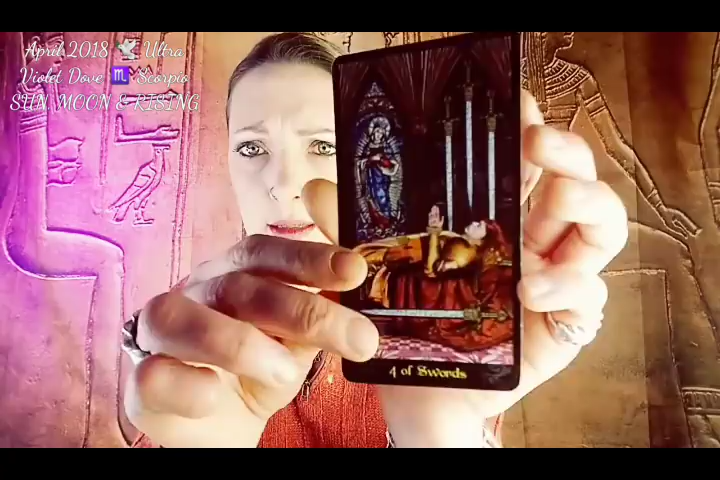 April 2018 🕊 Ultra
Violet Dove ♏ Scorpio
SUN, MOON & RISING
4 of Swords